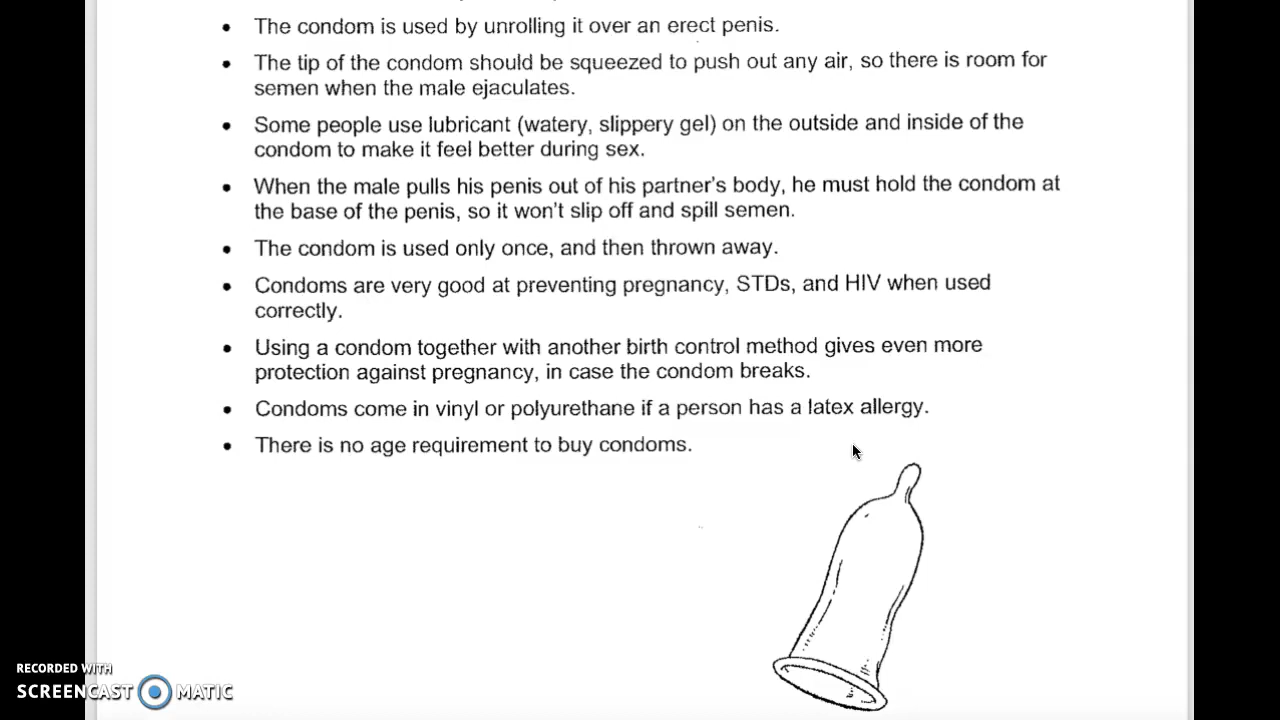 • The condom is used by unrolling it over an erect penis.
• The tip of the condom should be squeezed to push out any air, so there is room for
semen when the male ejaculates.
• Some people use lubricant (watery, slippery gel) on the outside and inside of the
condom to make it feel better during sex.
• When the male pulls his penis out of his partner's body, he must hold the condom at
the base of the penis, so it won't slip off and spill semen.
• The condom is used only once, and then thrown away.
• Condoms are very good at preventing pregnancy, STDs, and HIV when used
correctly.
• Using a condom together with another birth control method gives even more
protection against pregnancy, in case the condom breaks.
• Condoms come in vinyl or polyurethane if a person has a latex allergy.
• There is no age requirement to buy condoms.
RECORDED WITH
SCREENCAST MATIC